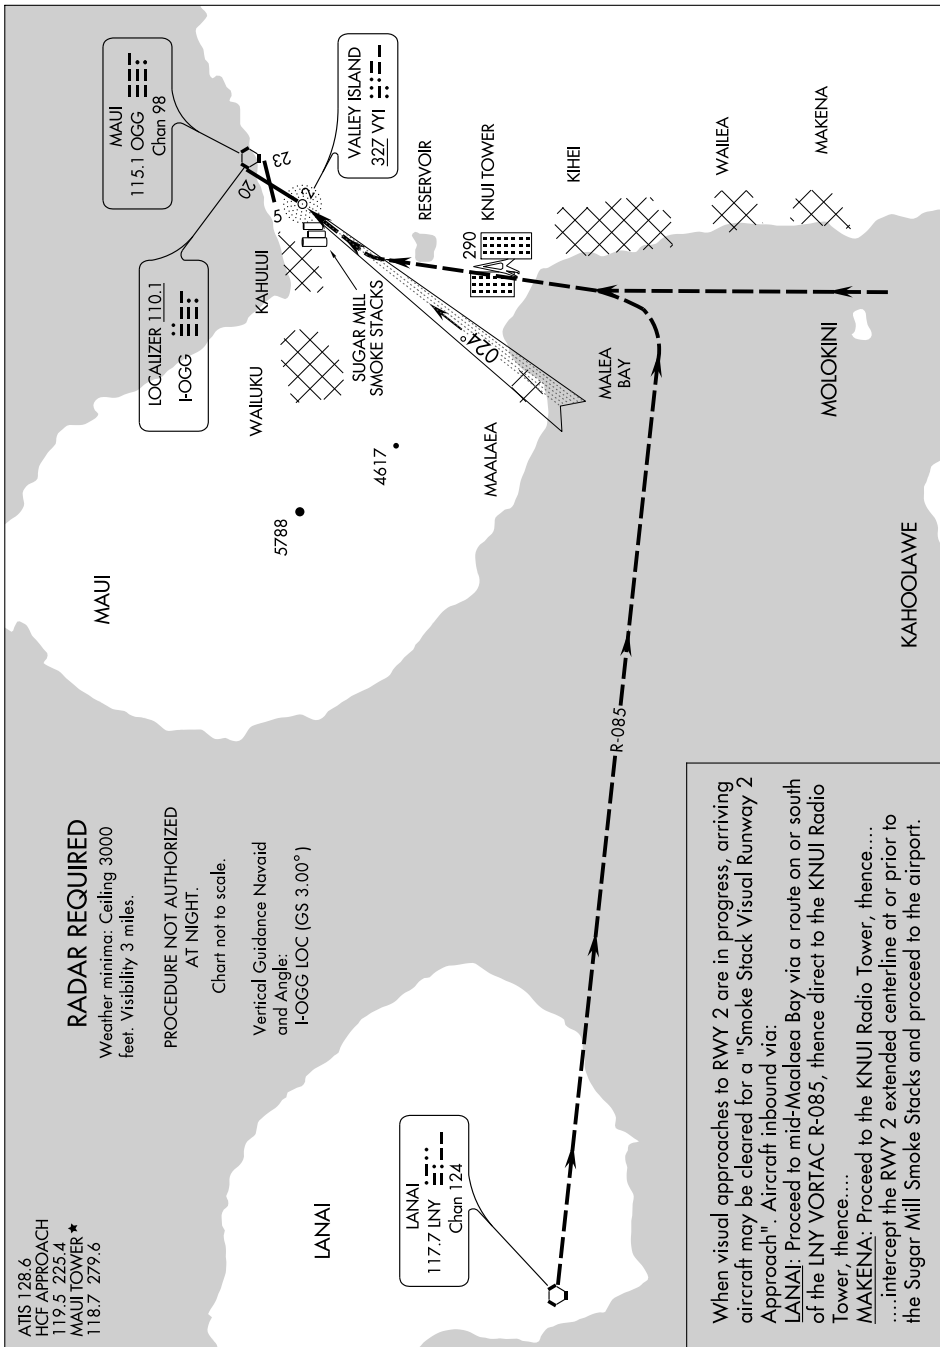 ATIS 128.6
HCF APPROACH
119.5 225.4
MAUI TOWER★
118.7 279.6
RADAR REQUIRED
Weather minima: Ceiling 3000
feet. Visibility 3 miles.
PROCEDURE NOT AUTHORIZED
AT NIGHT.
Chart not to scale.
Vertical Guidance Navaid
and Angle:
I-OGG LOC (GS 3.00°)
MAUI
115.1 OGG
Chan 98
LOCALIZER 110.1
I-OGG
VALLEY ISLAND
327 VYI
20
23
5
2
KAHULUI
WAILUKU
SUGAR MILL
SMOKE STACKS
RESERVOIR
KNUI TOWER
290
KIHEI
WAILEA
MAKENA
024°
MAALAEA
MALEA
BAY
MOLOKINI
4617
5788
MAUI
KAHOOLAWE
R-085
LANAI
LANAI
117.7 LNY
Chan 124
When visual approaches to RWY 2 are in progress, arriving
aircraft may be cleared for a "Smoke Stack Visual Runway 2
Approach". Aircraft inbound via:
LANAI: Proceed to mid-Maalaea Bay via a route on or south
of the LNY VORTAC R-085, thence direct to the KNUI Radio
Tower, thence....
MAKENA: Proceed to the KNUI Radio Tower, thence....
....intercept the RWY 2 extended centerline at or prior to
the Sugar Mill Smoke Stacks and proceed to the airport.